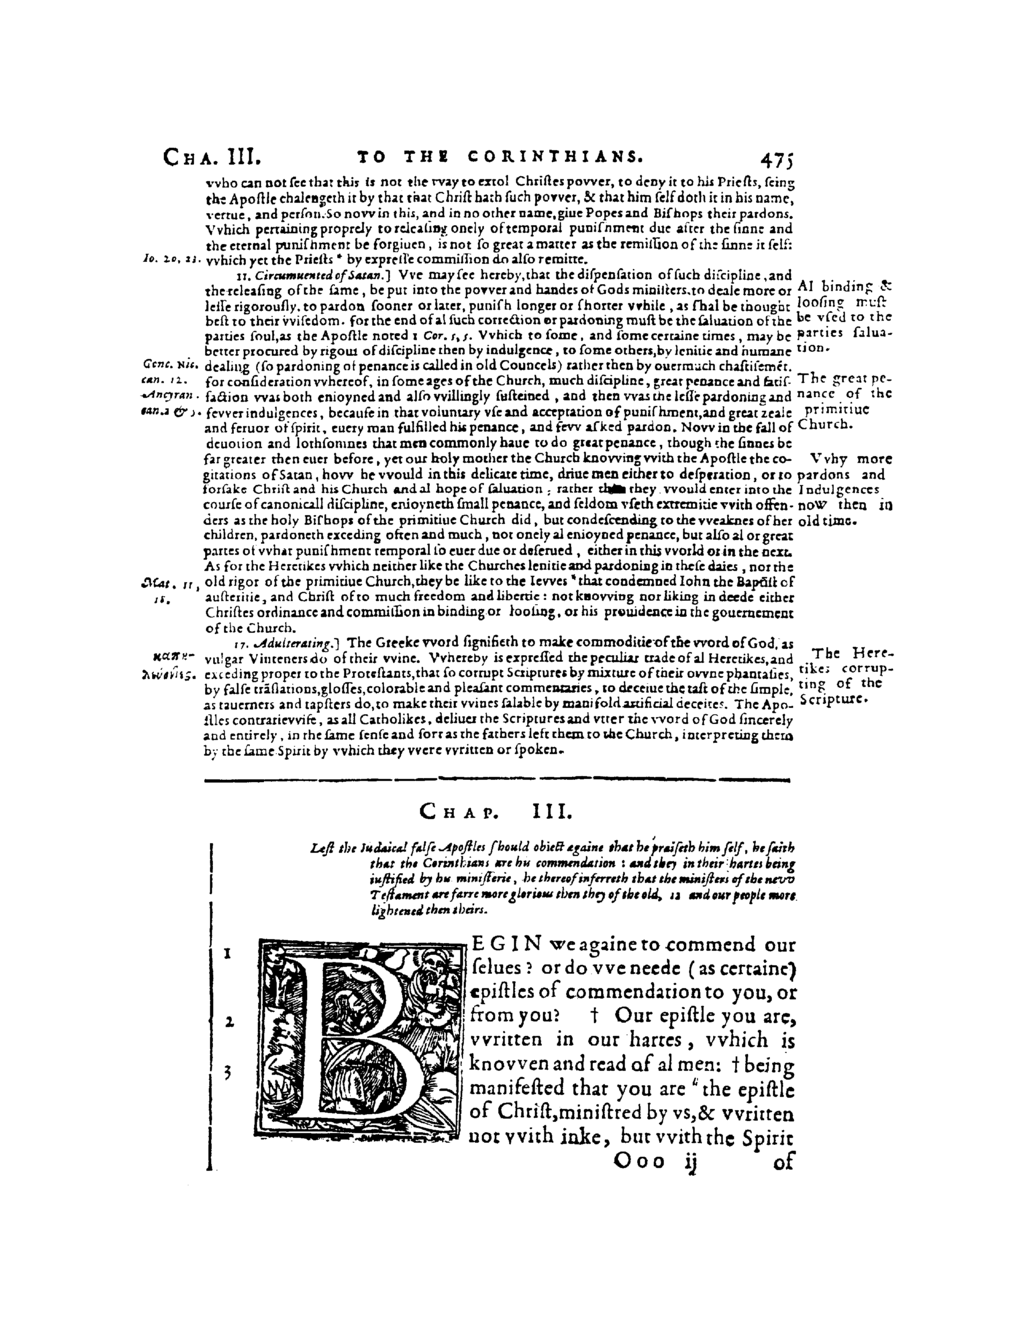 CHA. III. TO THE CORINTHIANS. 475
vvho can not ſee that this is not the vvay to extol Chriſtes povver, to deny it to his Prieſts, ſeing
the Apoſtle chalengeth it by that that Chriſt hath ſuch povver, & that him ſelf doth it in his name,
vertue, and perſon. So novv in this, and in no other name, giue Popes and Biſhops their pardons.
Vvhich pertaining proprely to releaſing onely of temporal puniſhment due after the ſinne and
the eternal puniſhment be forgiuen, is not ſo great a matter as the remiſſion of the ſinne it ſelf:
Io. 20, 23. vvhich yet the Prieſts * by expreſſe commiſſion do alſo remitte.
11. Circumuented of Satan.] Vve may ſee hereby, that the diſpenſation of ſuch diſcipline, and
the releaſing of the ſame, be put into the povver and handes of Gods miniſters, to deale more or
leſſe rigorouſly, to pardon ſooner or later, puniſh longer or ſhorter vvhile, as ſhal be thought
beſt to their vviſedom. for the end of al ſuch correction or pardoning muſt be the ſaluation of the
parties ſoul, as the Apoſtle noted 1 Cor. 5, 5. Vvhich to ſome, and ſome certaine times, may be
better procured by rigour of diſcipline then by indulgence, to ſome others, by lenitie and humane
Al binding &
looſing muſt
be vſed to the
parties ſalua-
tion.
Conc. Nic. dealing (ſo pardoning of penance is called in old Councels) rather then by ouermuch chaſtiſemēt.
can. 12. for conſideration vvhereof, in ſome ages of the Church, much diſcipline, great penance and ſatiſ-
Ancyran. faction vvas both enioyned and alſo vvillingly ſuſteined, and then vvas the leſſe pardoning and
can. 2 & 5. fevver indulgences, becauſe in that voluntary vſe and acceptation of puniſhment, and great zeale
and feruor of ſpirit, euery man fulfilled his penance, and fevv aſked pardon. Novv in the fall of
The great pe-
nance of the
primitiue
Church.
deuotion and lothſomnes that men commonly haue to do great penance, though the ſinnes be
far greater then euer before, yet our holy mother the Church knovving vvith the Apoſtle the co-
gitations of Satan, hovv he vvould in this delicate time, driue men either to deſperation, or to
forſake Chriſt and his Church and al hope of ſaluation: rather they vvould enter into the
courſe of canonicall diſcipline, enioyneth ſmall penance, and ſeldom vſeth extremitie vvith offen-
ders as the holy Biſhops of the primitiue Church did, but condeſcending to the vveaknes of her
Vvhy more
pardons and
Indulgences
now then in
old time.
children, pardoneth exceding often and much, not onely al enioyned penance, but alſo al or great
partes of vvhat puniſhment temporal ſo euer due or deſerued, either in this vvorld or in the next.
As for the Heretikes vvhich neither like the Churches lenitie and pardoning in theſe daies, nor the
Mat. 11, old rigor of the primitiue Church, they be like to the Ievves * that condemned Iohn the Baptiſt of
18. auſteritie, and Chriſt of to much freedom and libertie: not knovving nor liking in deede either
Chriſtes ordinance and commiſſion in binding or looſing, or his prouidence in the gouernement
of the Church.
17. Adulterating.] The Greeke vvord ſignifieth to make commoditie of the vvord of God, as
καπη- vulgar Vinteners do of their vvine. Vvhereby is expreſſed the peculiar trade of al Heretikes, and
λεύοντες. exceding proper to the Proteſtants, that ſo corrupt Scriptures by mixture of their ovvne phantaſies,
by falſe trāſlations, gloſſes, colorable and pleaſant commentaries, to deceiue the taſt of the ſimple,
as tauerners and tapſters do, to make their vvines ſalable by manifold artificial deceites. The Apo-
ſtles contrarievviſe, as all Catholikes, deliuer the Scriptures and vtter the vvord of God ſincerely
and entirely, in the ſame ſenſe and ſort as the fathers left them to the Church, interpreting them
by the ſame Spirit by vvhich they vvere vvritten or ſpoken.
The Here-
tikes corrup-
ting of the
Scripture.
CHAP. III.
Leſt the Iudaical falſe Apoſtles ſhould obiect againe that he praiſeth him ſelf, he ſaith
that the Corinthians are his commendation: and they in their hartes being
iuſtified by his miniſterie, he thereof inferreth that the miniſters of the nevv
Teſtament are farre more glorious then they of the old, 12 and our people more
lightened then theirs.
1 BEGIN we againe to commend our
ſelues? or do vve neede (as certaine)
epiſtles of commendation to you, or
2 from you? † Our epiſtle you are,
vvritten in our hartes, vvhich is
3 knovven and read of al men: † being
manifeſted that you are " the epiſtle
of Chriſt, miniſtred by vs, & vvritten
not vvith inke, but vvith the Spirit
Ooo ij of